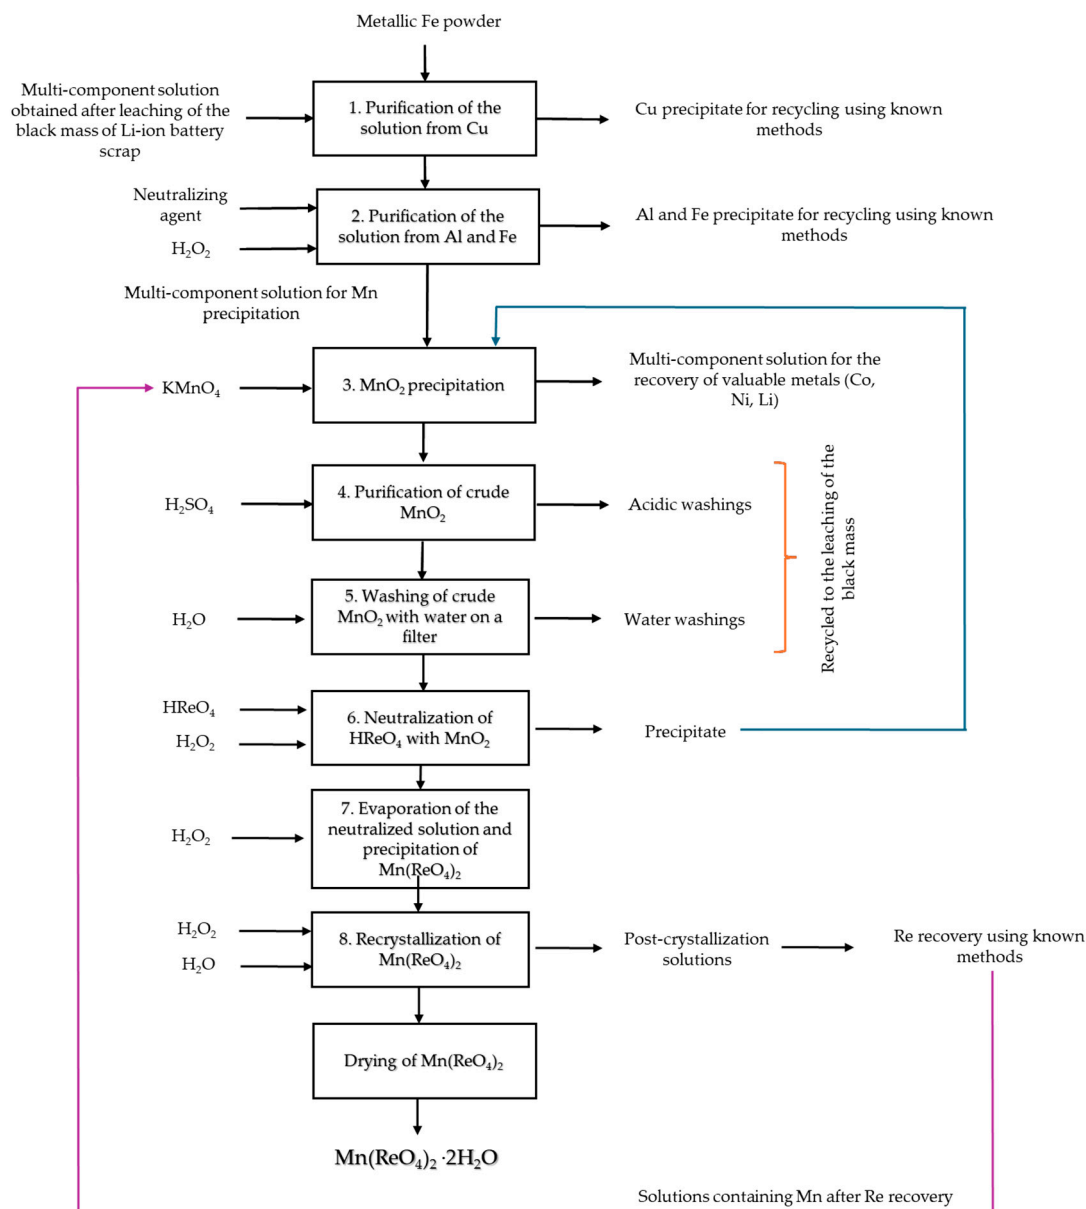 Metallic Fe powder
Multi-component solution
obtained after leaching of the
black mass of Li-ion battery
scrap
1. Purification of the
solution from Cu
Cu precipitate for recycling using known
methods
Neutralizing
agent
H₂O₂
2. Purification of the
solution from Al and Fe
Al and Fe precipitate for recycling using known
methods
Multi-component solution for Mn
precipitation
KMnO₄
3. MnO₂ precipitation
Multi-component solution for the
recovery of valuable metals (Co,
Ni, Li)
H₂SO₄
4. Purification of crude
MnO₂
Acidic washings
Recycled to the leaching of the
black mass
H₂O
5. Washing of crude
MnO₂ with water on a
filter
Water washings
HReO₄
H₂O₂
6. Neutralization of
HReO₄ with MnO₂
Precipitate
H₂O₂
7. Evaporation of the
neutralized solution and
precipitation of
Mn(ReO₄)₂
H₂O₂
H₂O
8. Recrystallization of
Mn(ReO₄)₂
Post-crystallization
solutions
Re recovery using known
methods
Drying of Mn(ReO₄)₂
Mn(ReO₄)₂ ·2H₂O
Solutions containing Mn after Re recovery